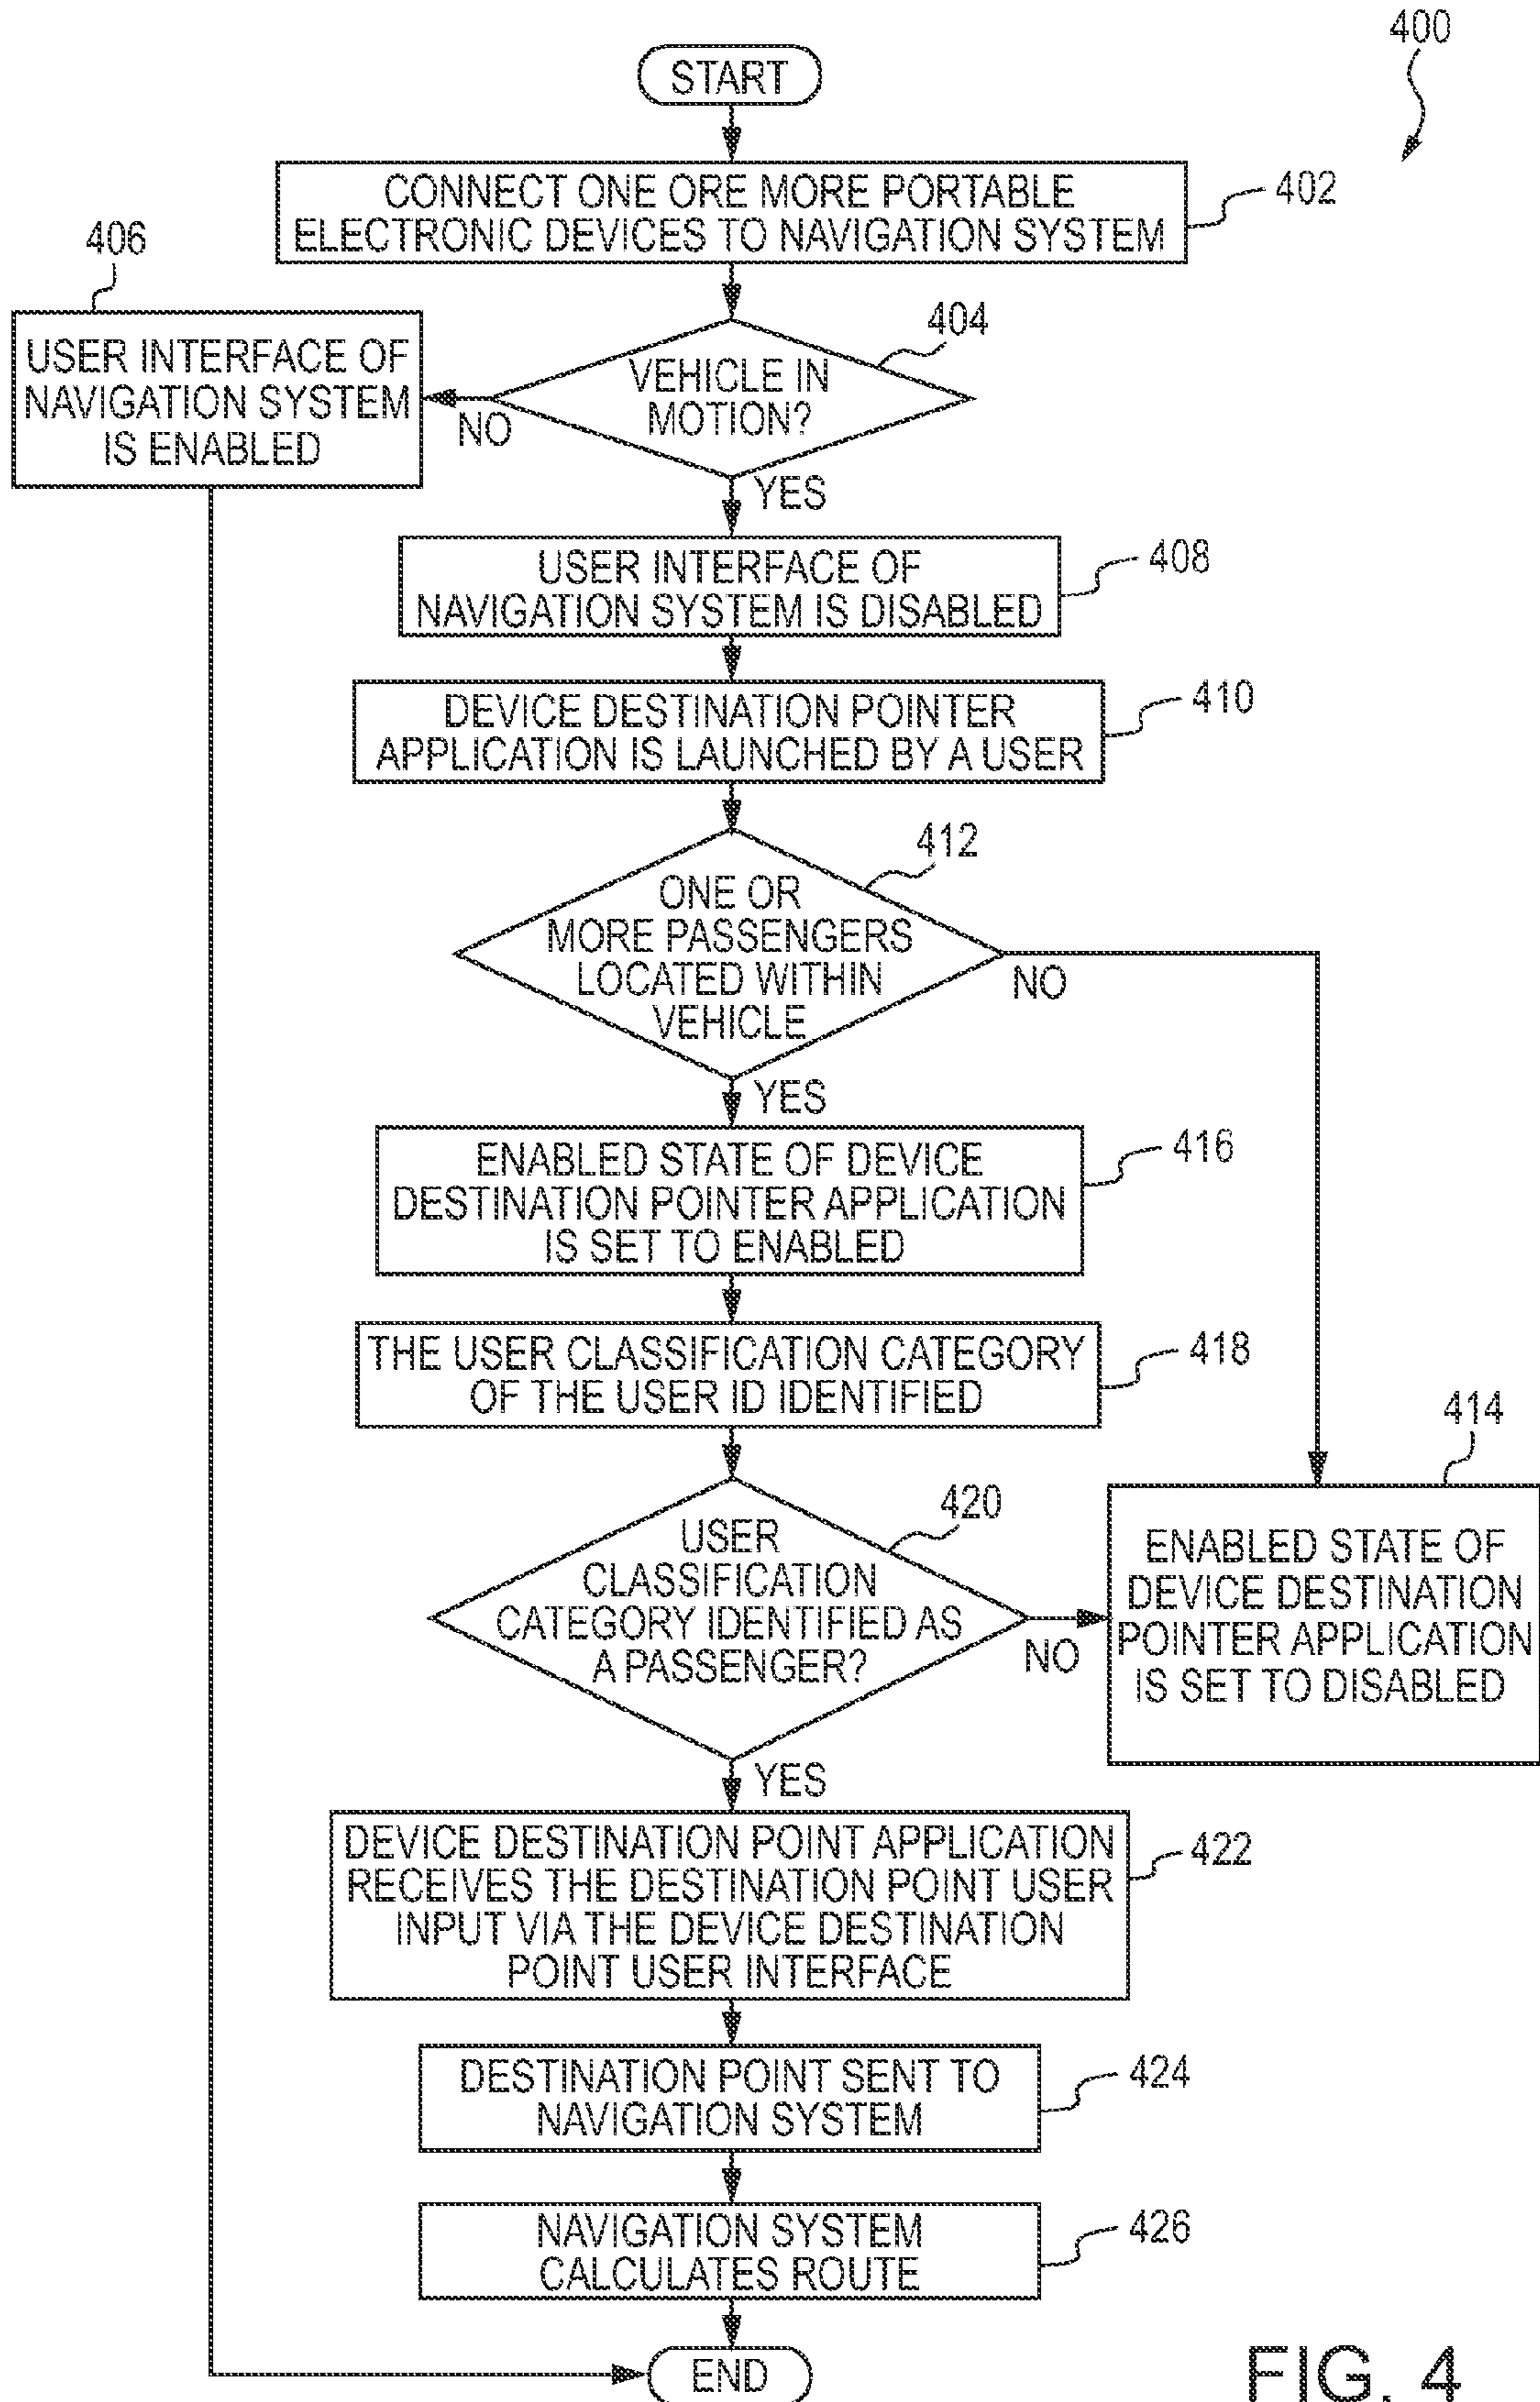 400
START
CONNECT ONE ORE MORE PORTABLE
ELECTRONIC DEVICES TO NAVIGATION SYSTEM
402
406
USER INTERFACE OF
NAVIGATION SYSTEM
IS ENABLED
404
VEHICLE IN
MOTION?
NO
YES
USER INTERFACE OF
NAVIGATION SYSTEM IS DISABLED
408
DEVICE DESTINATION POINTER
APPLICATION IS LAUNCHED BY A USER
410
412
ONE OR
MORE PASSENGERS
LOCATED WITHIN
VEHICLE
NO
YES
ENABLED STATE OF DEVICE
DESTINATION POINTER APPLICATION
IS SET TO ENABLED
416
THE USER CLASSIFICATION CATEGORY
OF THE USER ID IDENTIFIED
418
414
ENABLED STATE OF
DEVICE DESTINATION
POINTER APPLICATION
IS SET TO DISABLED
420
USER
CLASSIFICATION
CATEGORY IDENTIFIED AS
A PASSENGER?
NO
YES
DEVICE DESTINATION POINT APPLICATION
RECEIVES THE DESTINATION POINT USER
INPUT VIA THE DEVICE DESTINATION
POINT USER INTERFACE
422
DESTINATION POINT SENT TO
NAVIGATION SYSTEM
424
NAVIGATION SYSTEM
CALCULATES ROUTE
426
END
FIG. 4